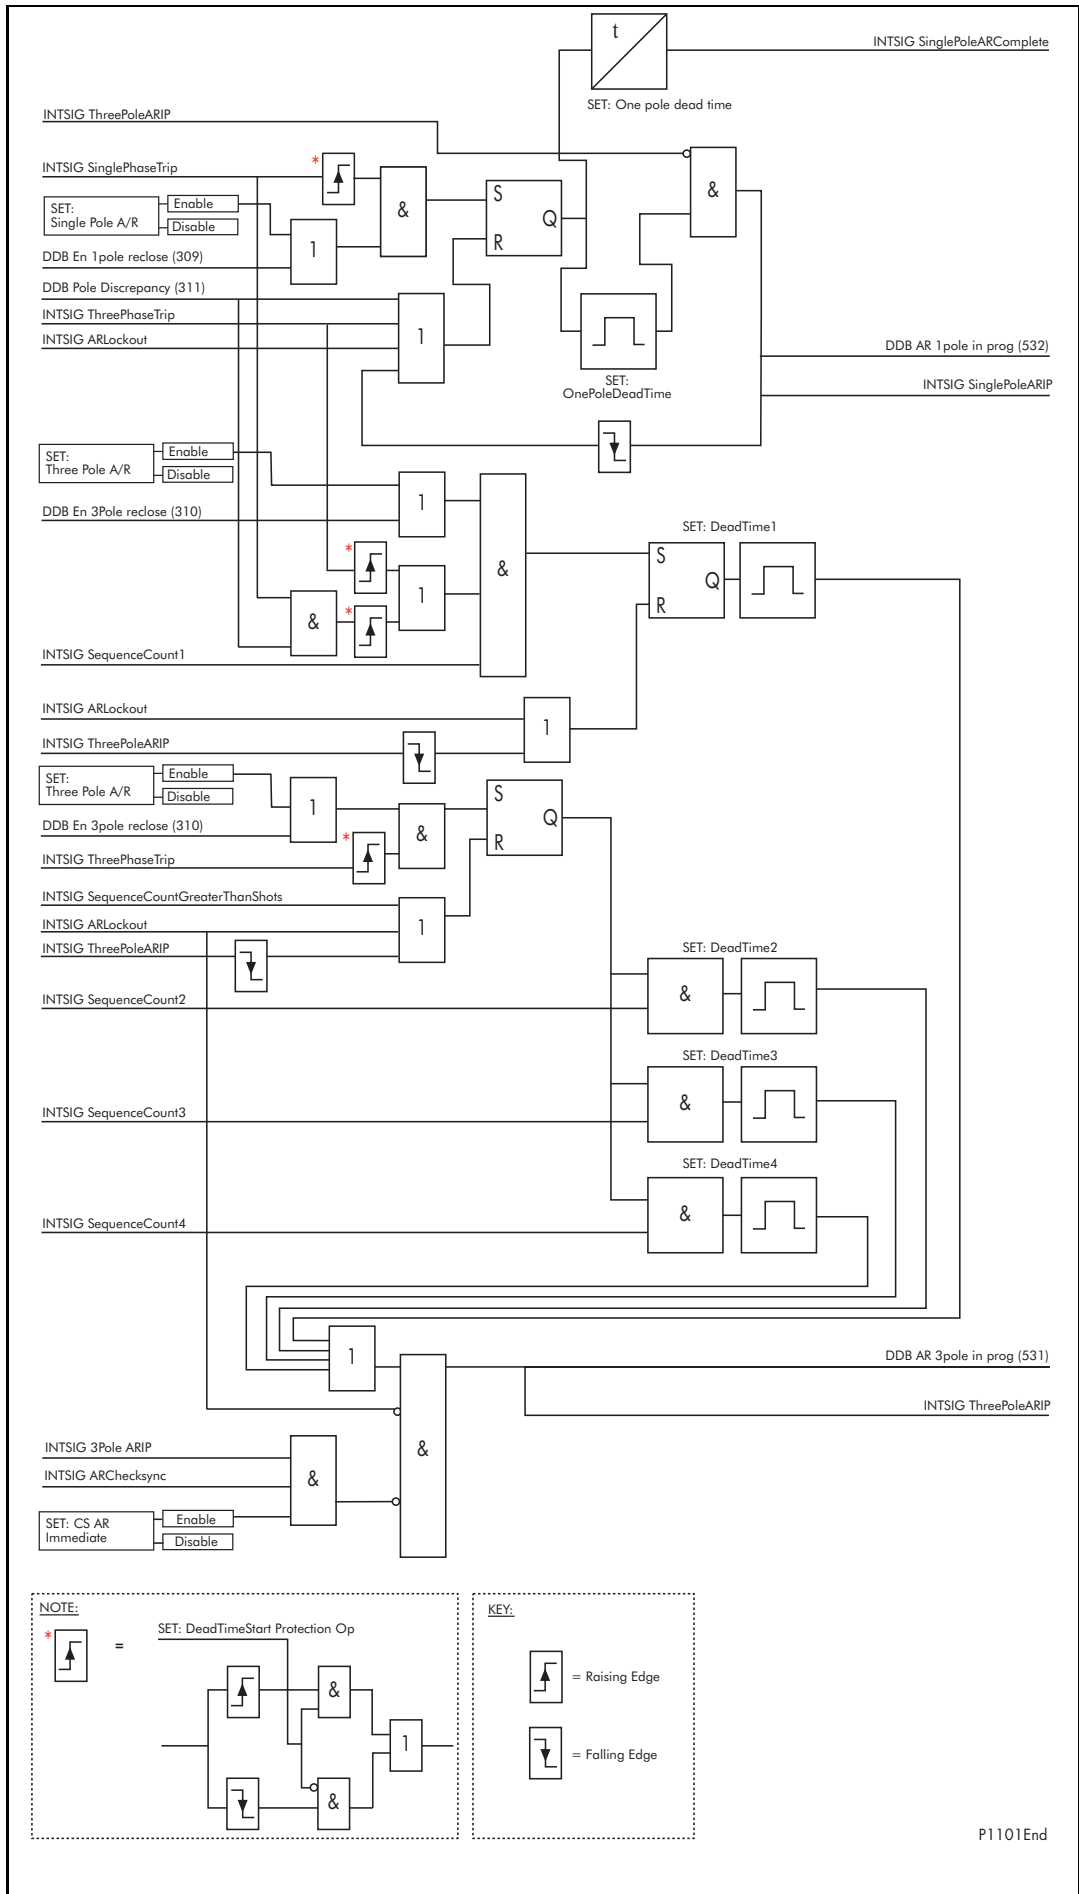 t
INTSIG SinglePoleARComplete
SET: One pole dead time
INTSIG ThreePoleARIP
INTSIG SinglePhaseTrip
*
SET:
Single Pole A/R
Enable
Disable
&
S
Q
R
&
1
DDB En 1pole reclose (309)
DDB Pole Discrepancy (311)
INTSIG ThreePhaseTrip
INTSIG ARLockout
1
SET:
OnePoleDeadTime
DDB AR 1pole in prog (532)
INTSIG SinglePoleARIP
SET:
Three Pole A/R
Enable
Disable
1
DDB En 3Pole reclose (310)
*
*
1
&
&
SET: DeadTime1
S
Q
R
INTSIG SequenceCount1
INTSIG ARLockout
1
INTSIG ThreePoleARIP
SET:
Three Pole A/R
Enable
Disable
1
DDB En 3pole reclose (310)
*
&
S
Q
R
INTSIG ThreePhaseTrip
INTSIG SequenceCountGreaterThanShots
INTSIG ARLockout
1
INTSIG ThreePoleARIP
SET: DeadTime2
&
INTSIG SequenceCount2
SET: DeadTime3
&
INTSIG SequenceCount3
SET: DeadTime4
&
INTSIG SequenceCount4
1
DDB AR 3pole in prog (531)
INTSIG ThreePoleARIP
&
INTSIG 3Pole ARIP
INTSIG ARChecksync
&
SET: CS AR
Immediate
Enable
Disable
NOTE:
*
=
SET: DeadTimeStart Protection Op
&
1
&
KEY:
= Raising Edge
= Falling Edge
P1101End